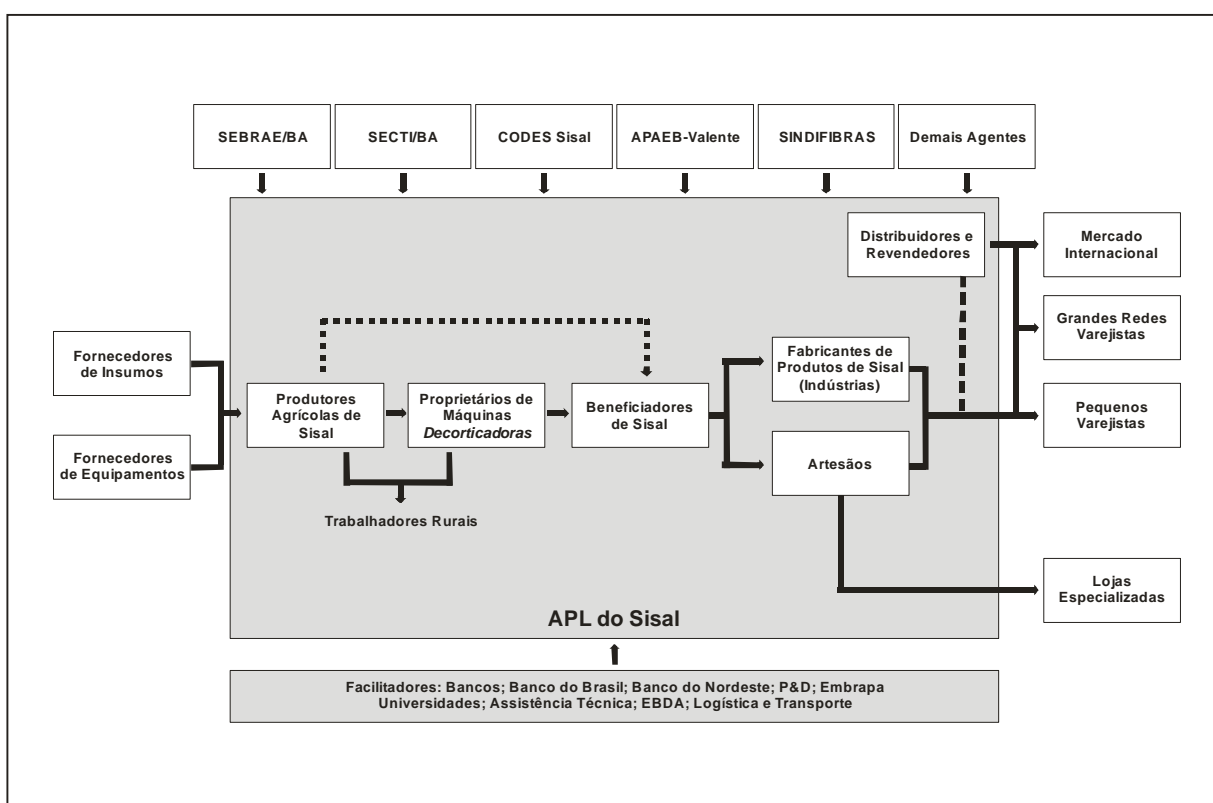 SEBRAE/BA
SECTI/BA
CODES Sisal
APAEB-Valente
SINDIFIBRAS
Demais Agentes
Distribuidores e
Revendedores
Mercado
Internacional
Grandes Redes
Varejistas
Fornecedores
de Insumos
Fabricantes de
Produtos de Sisal
(Indústrias)
Produtores
Agrícolas de
Sisal
Proprietários de
Máquinas
Decorticadoras
Beneficiadores
de Sisal
Pequenos
Varejistas
Fornecedores
de Equipamentos
Artesãos
Trabalhadores Rurais
Lojas
Especializadas
APL do Sisal
Facilitadores: Bancos; Banco do Brasil; Banco do Nordeste; P&D; Embrapa
Universidades; Assistência Técnica; EBDA; Logística e Transporte